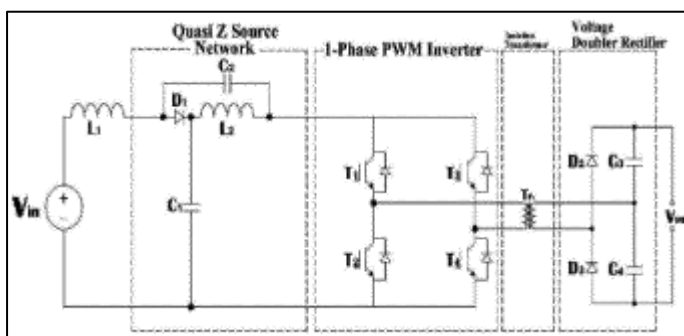 Quasi Z Source
Network
1-Phase PWM Inverter
Isolation
Transformer
Voltage
Doubler Rectifier
C₂
D₁
L₁
L₂
C₁
Vin
T₁
T₃
T₂
T₄
Tr.
D₂
C₃
D₃
C₄